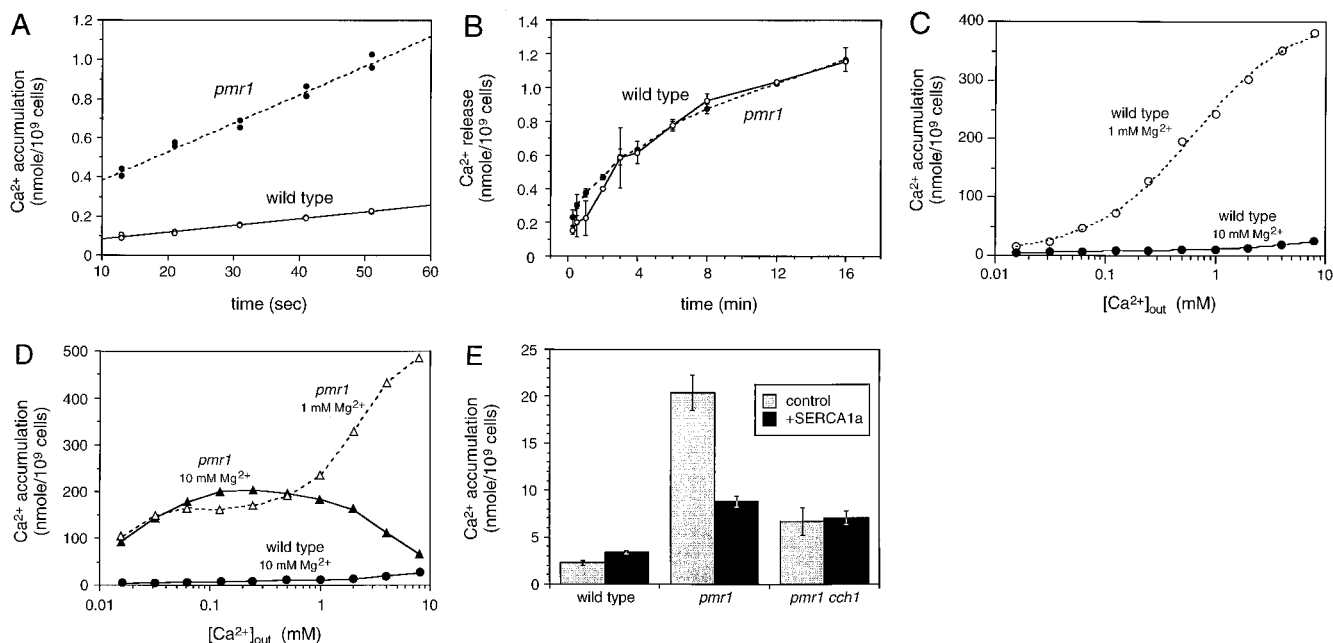 A
Ca²⁺ accumulation
(nmole/10⁹ cells)
1.4
1.2
1.0
0.8
0.6
0.4
0.2
0
pmr1
wild type
10 20 30 40 50 60
time (sec)
B
Ca²⁺ release
(nmole/10⁹ cells)
1.4
1.2
1.0
0.8
0.6
0.4
0.2
0
wild type
pmr1
0 4 8 12 16
time (min)
C
Ca²⁺ accumulation
(nmole/10⁹ cells)
400
300
200
100
0
wild type
1 mM Mg²⁺
wild type
10 mM Mg²⁺
0.01 0.1 1 10
[Ca²⁺]out (mM)
D
Ca²⁺ accumulation
(nmole/10⁹ cells)
500
400
300
200
100
0
pmr1
1 mM Mg²⁺
pmr1
10 mM Mg²⁺
wild type
10 mM Mg²⁺
0.01 0.1 1 10
[Ca²⁺]out (mM)
E
Ca²⁺ accumulation
(nmole/10⁹ cells)
25
20
15
10
5
0
control
+SERCA1a
wild type pmr1 pmr1 cch1